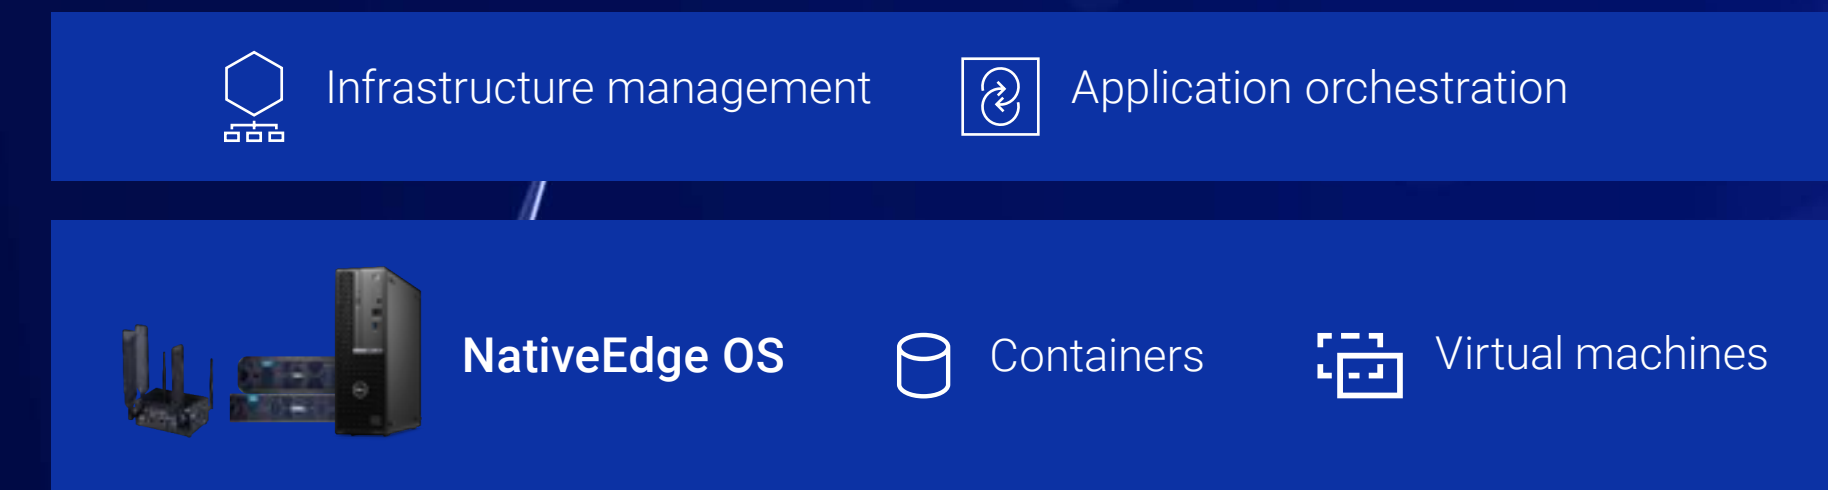 Infrastructure management
Application orchestration
NativeEdge OS
Containers
Virtual machines